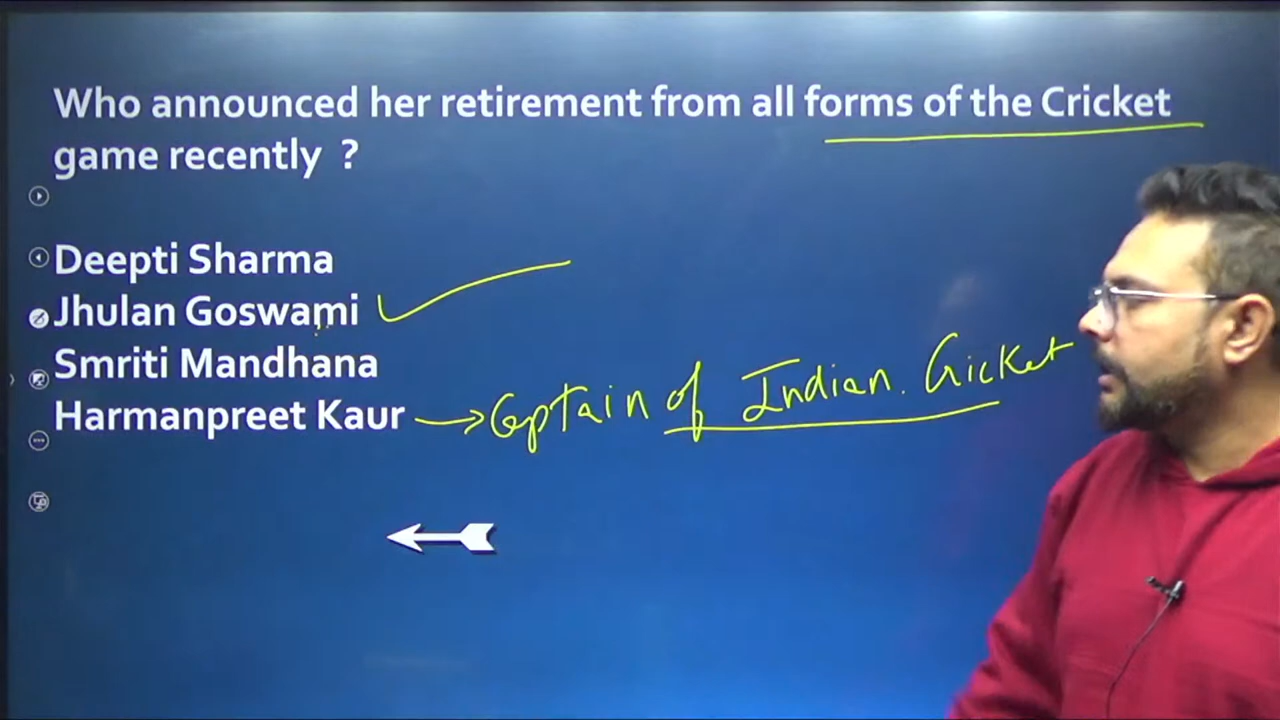 Who announced her retirement from all forms of the Cricket
game recently ?
Deepti Sharma
Jhulan Goswami
Smriti Mandhana
Harmanpreet Kaur → Captain of Indian. Cricket